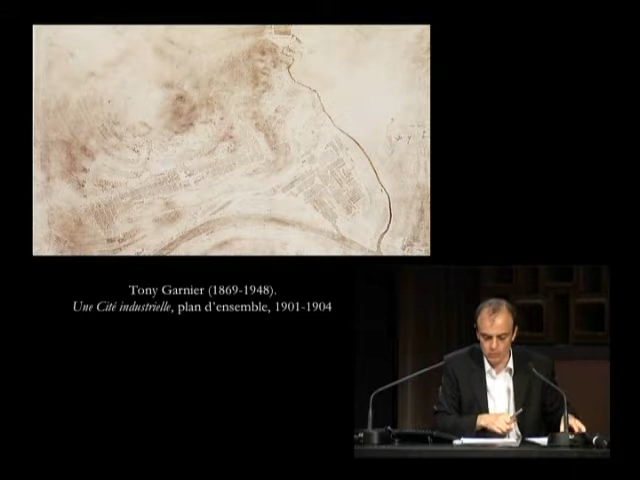 Tony Garnier (1869-1948).
Une Cité industrielle, plan d'ensemble, 1901-1904